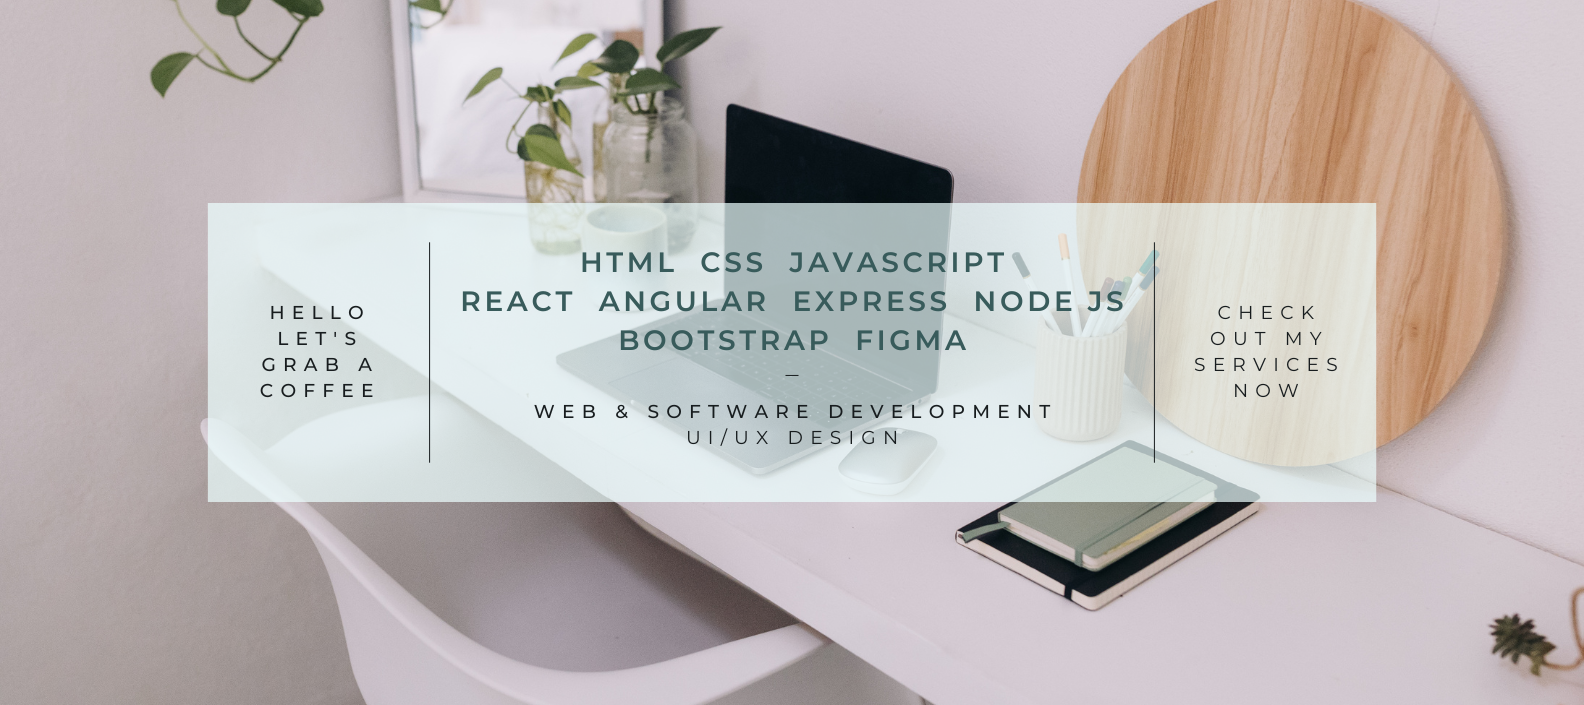 HELLO
LET'S
GRAB A
COFFEE
HTML CSS JAVASCRIPT
REACT ANGULAR EXPRESS NODE JS
BOOTSTRAP FIGMA
—
WEB & SOFTWARE DEVELOPMENT
UI/UX DESIGN
CHECK
OUT MY
SERVICES
NOW